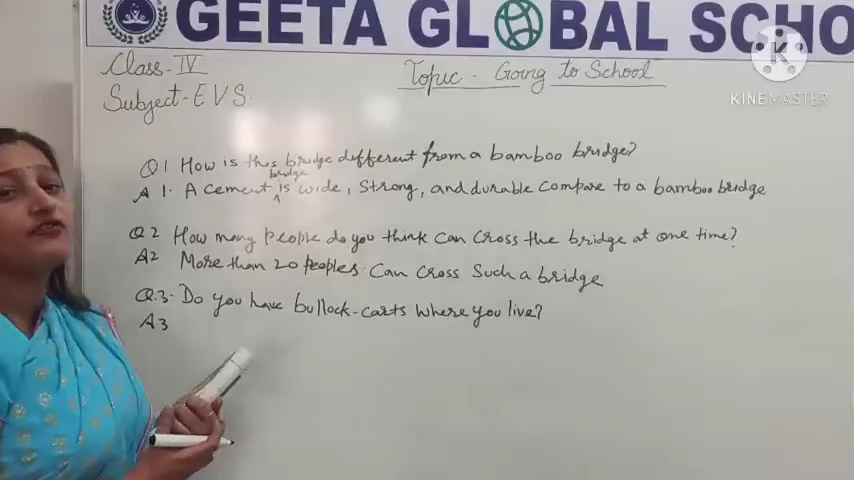 GEETA GLOBAL SCHO
Class-IV
Topic - Going to School
Subject-EVS
K
KINEMASTER
Q1 How is this bridge different from a bamboo bridge?
A 1. A cement bridge is wide, Strong, and durable Compare to a bamboo bridge
Q2 How many people do you think Can Cross the bridge at one time?
A2 More than 20 peoples Can Cross Such a bridge
Q.3- Do you have bullock-carts where you live?
A3